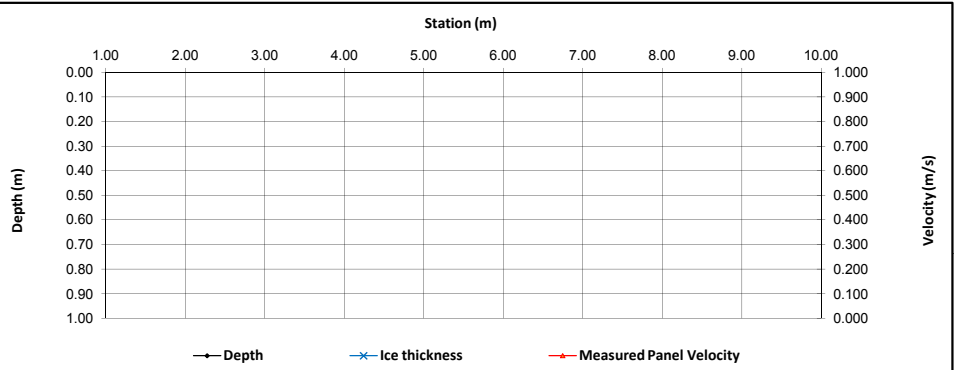 Station (m)
1.00 2.00 3.00 4.00 5.00 6.00 7.00 8.00 9.00 10.00
0.00 1.000
0.10 0.900
0.20 0.800
0.30 0.700
0.40 0.600
0.50 0.500
0.60 0.400
0.70 0.300
0.80 0.200
0.90 0.100
1.00 0.000
Depth (m)
Velocity (m/s)
Depth Ice thickness Measured Panel Velocity